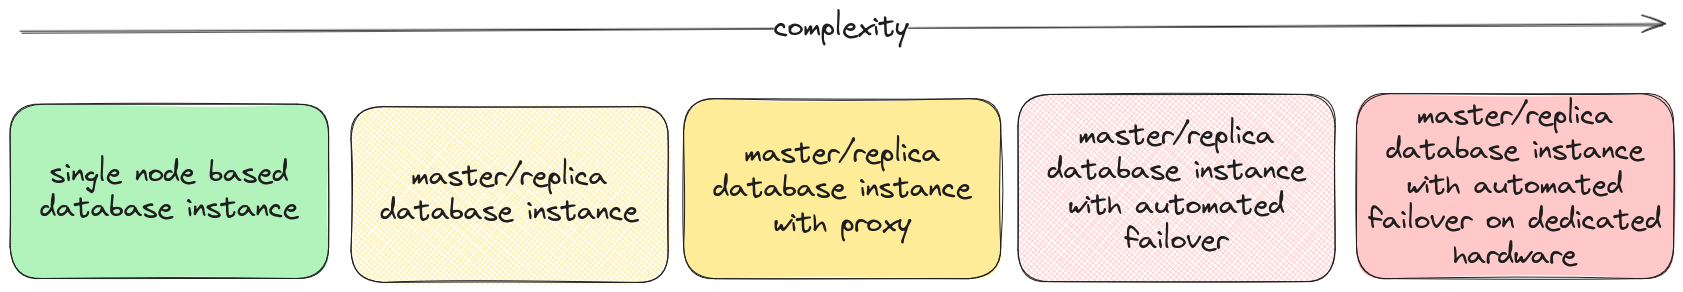 complexity
single node based
database instance
master/replica
database instance
master/replica
database instance
with proxy
master/replica
database instance
with automated
failover
master/replica
database instance
with automated
failover on dedicated
hardware